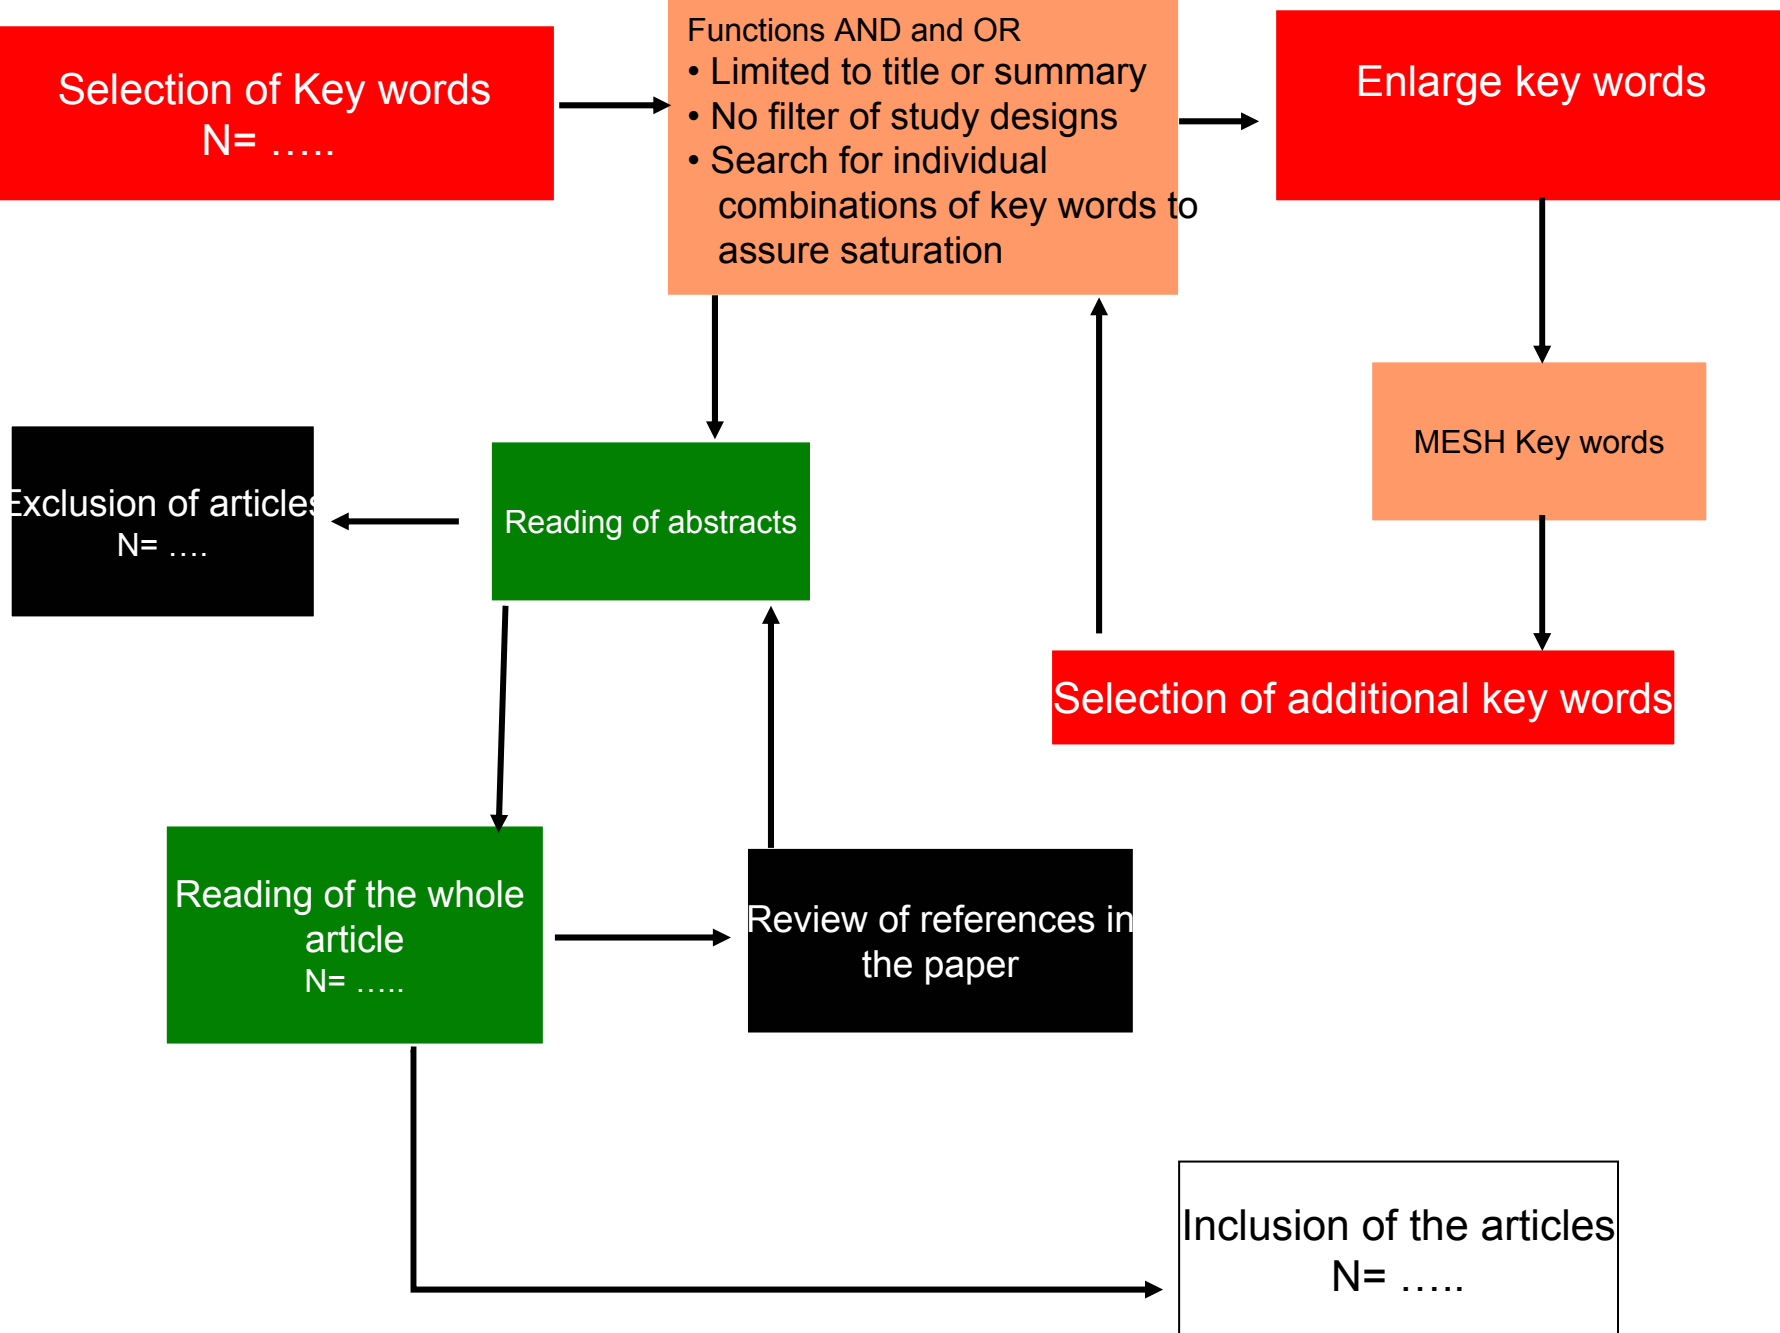 Selection of Key words
N= .....
Functions AND and OR
• Limited to title or summary
• No filter of study designs
• Search for individual
combinations of key words to
assure saturation
Enlarge key words
MESH Key words
Exclusion of articles
N= ....
Reading of abstracts
Selection of additional key words
Reading of the whole
article
N= .....
Review of references in
the paper
Inclusion of the articles
N= .....